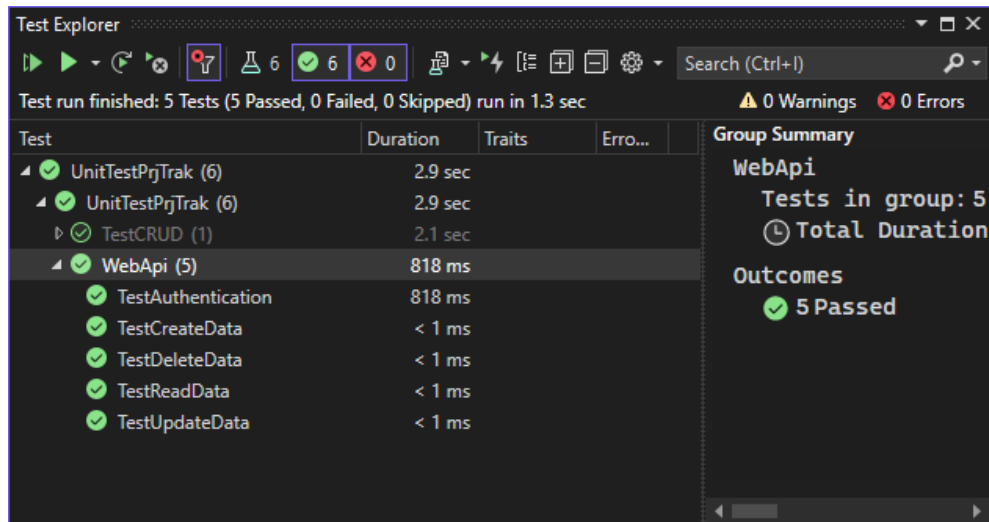 Test Explorer
6 6 0 Search (Ctrl+I)
Test run finished: 5 Tests (5 Passed, 0 Failed, 0 Skipped) run in 1.3 sec 0 Warnings 0 Errors
Test Duration Traits Erro... Group Summary
UnitTestPrjTrak (6) 2.9 sec WebApi
UnitTestPrjTrak (6) 2.9 sec Tests in group: 5
TestCRUD (1) 2.1 sec Total Duration
WebApi (5) 818 ms Outcomes
TestAuthentication 818 ms 5 Passed
TestCreateData < 1 ms
TestDeleteData < 1 ms
TestReadData < 1 ms
TestUpdateData < 1 ms